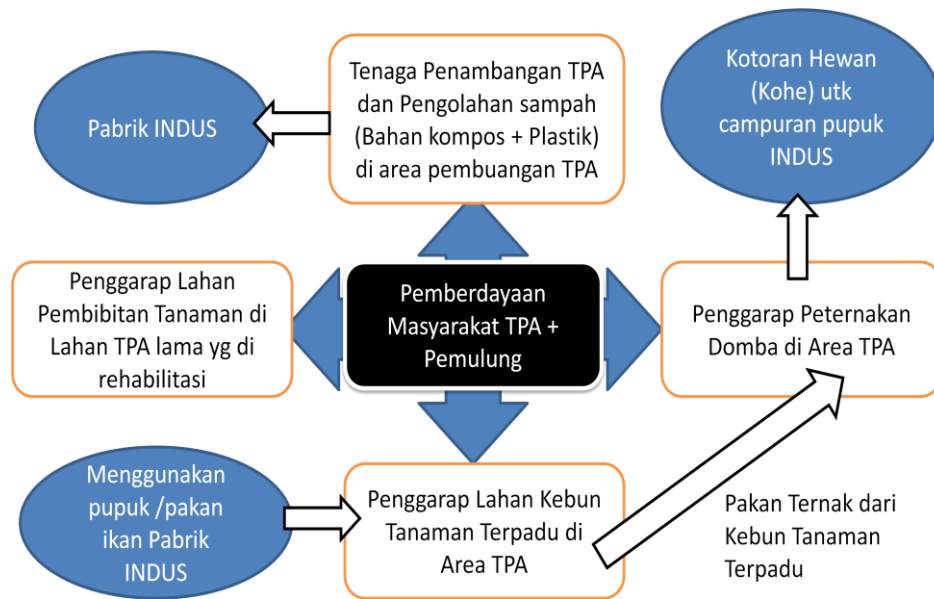 Tenaga Penambangan TPA
dan Pengolahan sampah
(Bahan kompos + Plastik)
di area pembuangan TPA
Pabrik INDUS
Kotoran Hewan
(Kohe) utk
campuran pupuk
INDUS
Penggarap Lahan
Pembibitan Tanaman di
Lahan TPA lama yg di
rehabilitasi
Pemberdayaan
Masyarakat TPA +
Pemulung
Penggarap Peternakan
Domba di Area TPA
Menggunakan
pupuk /pakan
ikan Pabrik
INDUS
Penggarap Lahan Kebun
Tanaman Terpadu di
Area TPA
Pakan Ternak dari
Kebun Tanaman
Terpadu